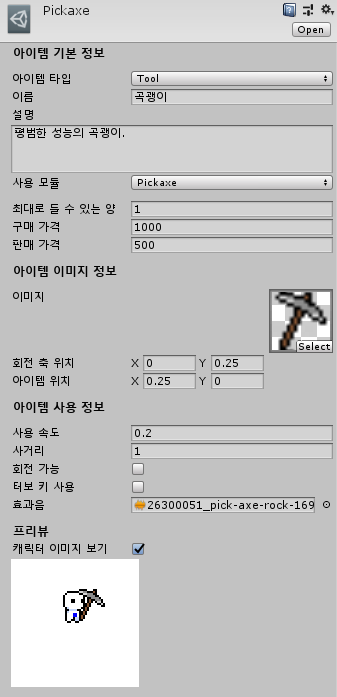 Pickaxe
Open
아이템 기본 정보
아이템 타입 Tool
이름 곡괭이
설명
평범한 성능의 곡괭이.
사용 모듈 Pickaxe
최대로 들 수 있는 양 1
구매 가격 1000
판매 가격 500
아이템 이미지 정보
이미지
Select
회전 축 위치 X 0 Y 0.25
아이템 위치 X 0.25 Y 0
아이템 사용 정보
사용 속도 0.2
사거리 1
회전 가능
터보 키 사용
효과음 26300051_pick-axe-rock-169
프리뷰
캐릭터 이미지 보기